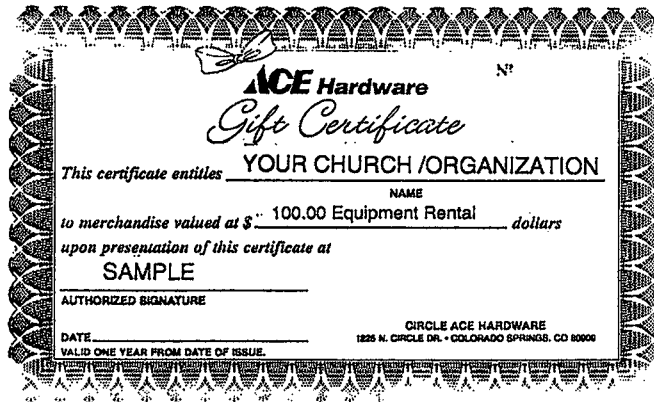 ACE Hardware
Nº
Gift Certificate
This certificate entitles YOUR CHURCH /ORGANIZATION
NAME
to merchandise valued at $ 100.00 Equipment Rental dollars
upon presentation of this certificate at
SAMPLE
AUTHORIZED SIGNATURE
CIRCLE ACE HARDWARE
DATE
1225 N. CIRCLE DR. • COLORADO SPRINGS, CO 80909
VALID ONE YEAR FROM DATE OF ISSUE.